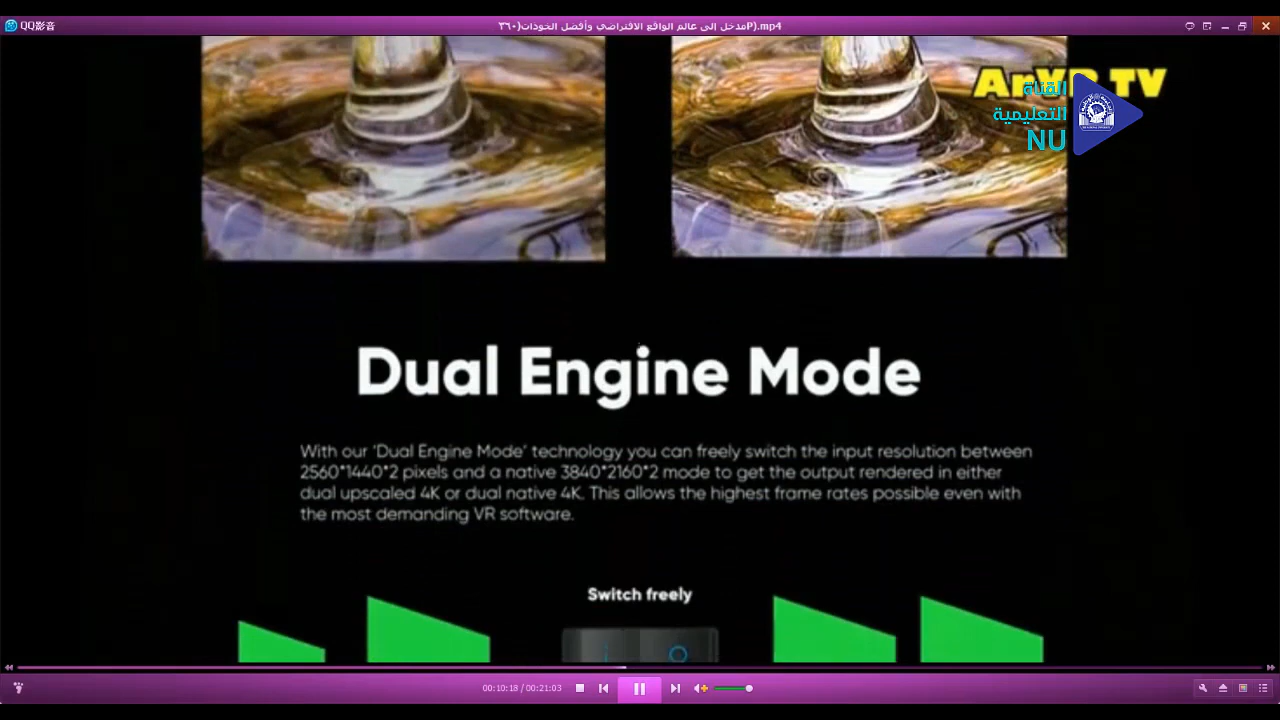 QQ影音
مدخل إلى عالم الواقع الافتراضي وأفضل الخوذات(٣٦٠P).mp4
ArVR TV
القناة
التعليمية
NU
Dual Engine Mode
With our 'Dual Engine Mode' technology you can freely switch the input resolution between
2560*1440*2 pixels and a native 3840*2160*2 mode to get the output rendered in either
dual upscaled 4K or dual native 4K. This allows the highest frame rates possible even with
the most demanding VR software.
Switch freely
00:10:18 / 00:21:03